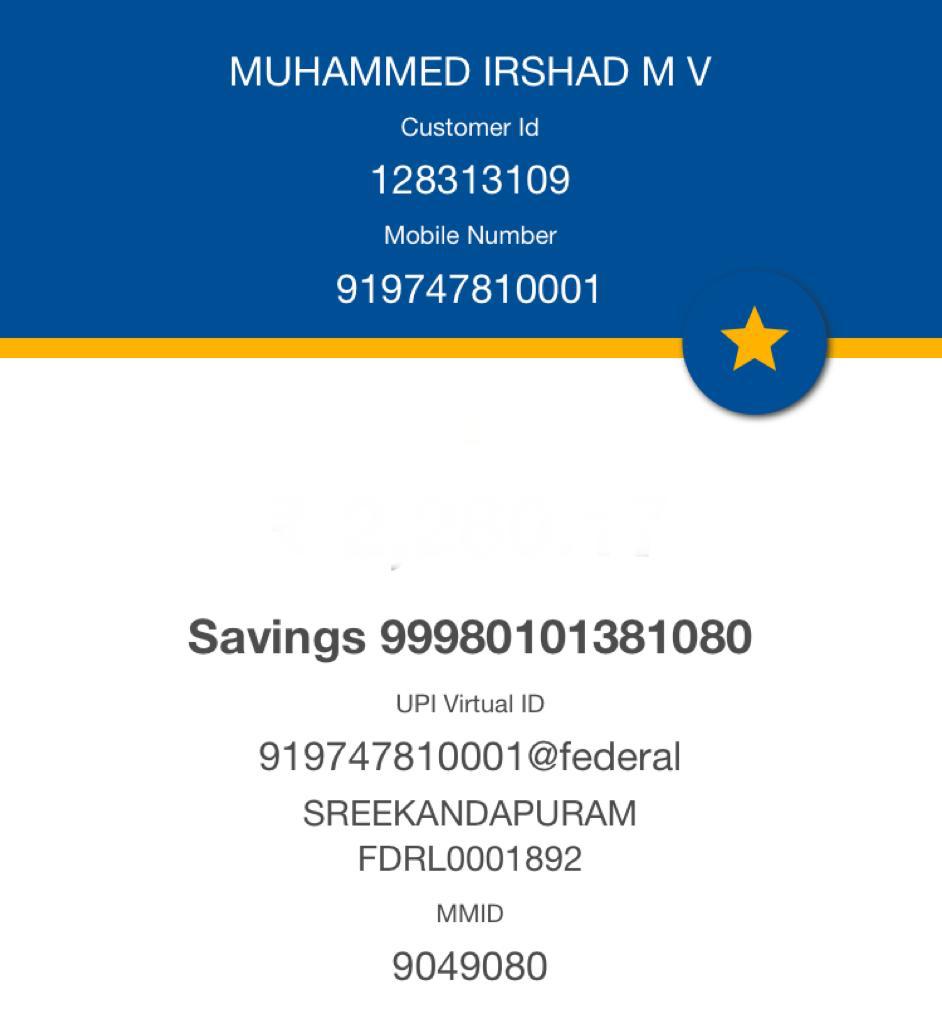 MUHAMMED IRSHAD M V
Customer Id
128313109
Mobile Number
919747810001
Savings 99980101381080
UPI Virtual ID
919747810001@federal
SREEKANDAPURAM
FDRL0001892
MMID
9049080